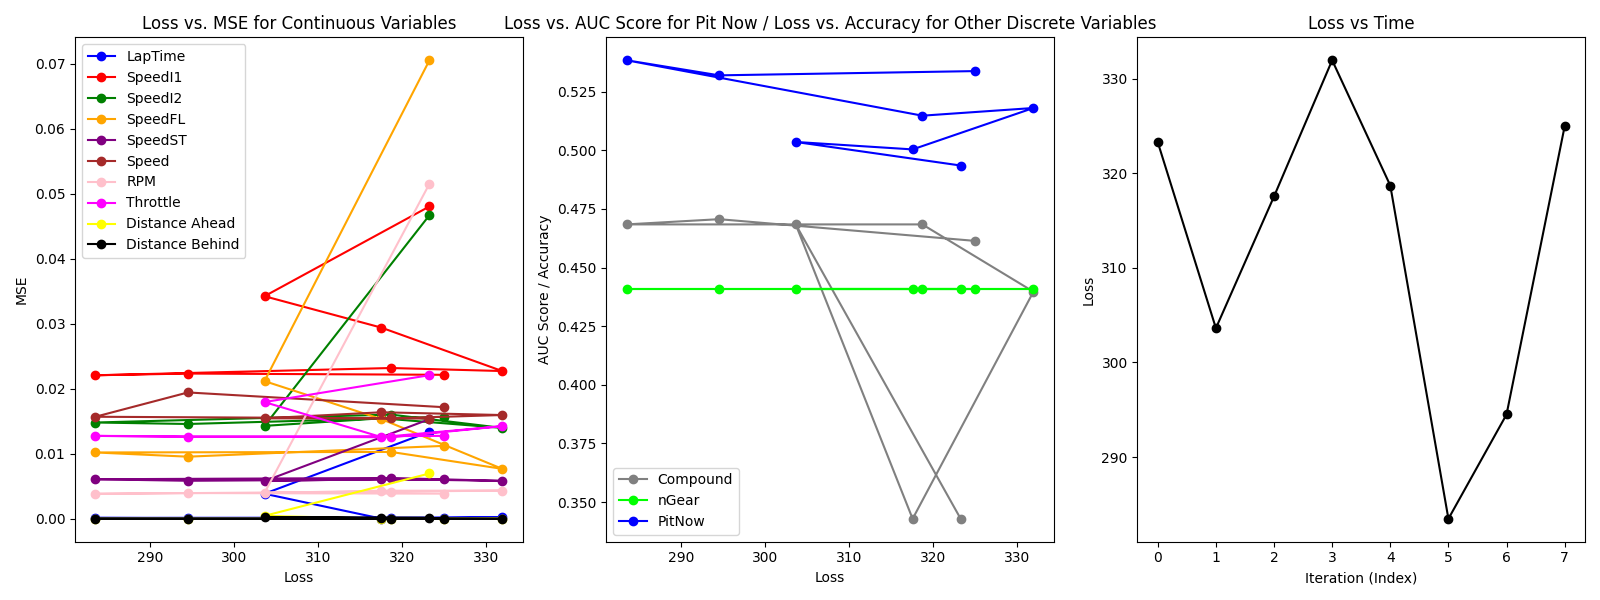 Loss vs. MSE for Continuous Variables
MSE
0.07
0.06
0.05
0.04
0.03
0.02
0.01
0.00
LapTime
SpeedI1
SpeedI2
SpeedFL
SpeedST
Speed
RPM
Throttle
Distance Ahead
Distance Behind
290 300 310 320 330
Loss
Loss vs. AUC Score for Pit Now / Loss vs. Accuracy for Other Discrete Variables
AUC Score / Accuracy
0.525
0.500
0.475
0.450
0.425
0.400
0.375
0.350
Compound
nGear
PitNow
290 300 310 320 330
Loss
Loss vs Time
Loss
330
320
310
300
290
0 1 2 3 4 5 6 7
Iteration (Index)